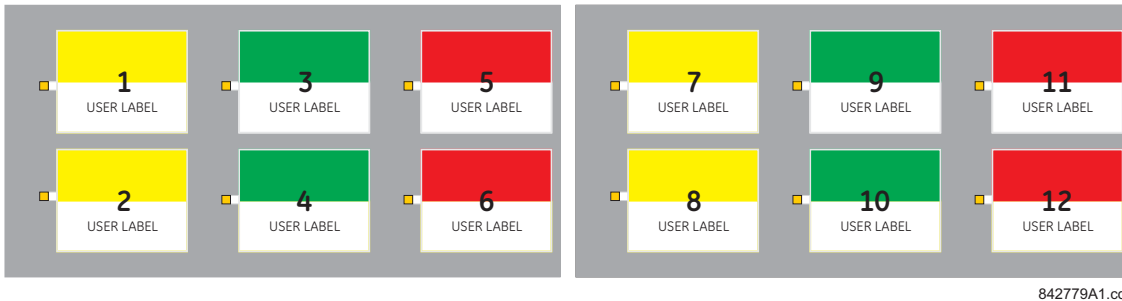 1 3 5 7 9 11
USER LABEL USER LABEL USER LABEL USER LABEL USER LABEL USER LABEL
2 4 6 8 10 12
USER LABEL USER LABEL USER LABEL USER LABEL USER LABEL USER LABEL
842779A1.cd